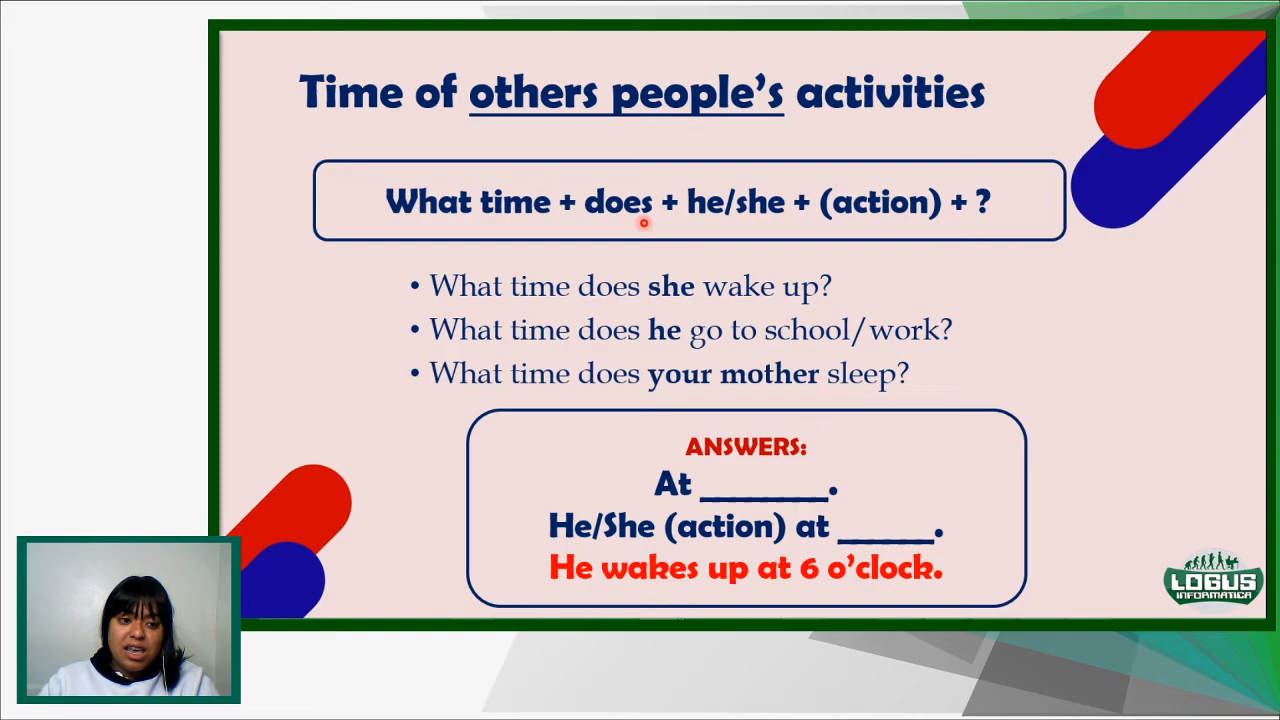 Time of others people's activities
What time + does + he/she + (action) + ?
• What time does she wake up?
• What time does he go to school/work?
• What time does your mother sleep?
ANSWERS:
At ________.
He/She (action) at ______.
He wakes up at 6 o'clock.
LOGUS
INFORMATICA